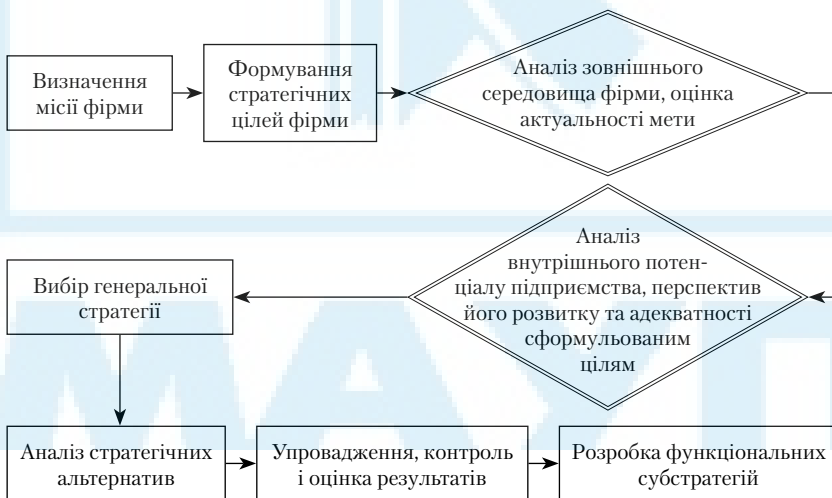 Визначення
місії фірми
Формування
стратегічних
цілей фірми
Аналіз зовнішнього
середовища фірми, оцінка
актуальності мети
Аналіз
внутрішнього потен-
ціалу підприємства, перспектив
його розвитку та адекватності
сформульованим
цілям
Вибір генеральної
стратегії
Аналіз стратегічних
альтернатив
Упровадження, контроль
і оцінка результатів
Розробка функціональних
субстратегій
МАУП